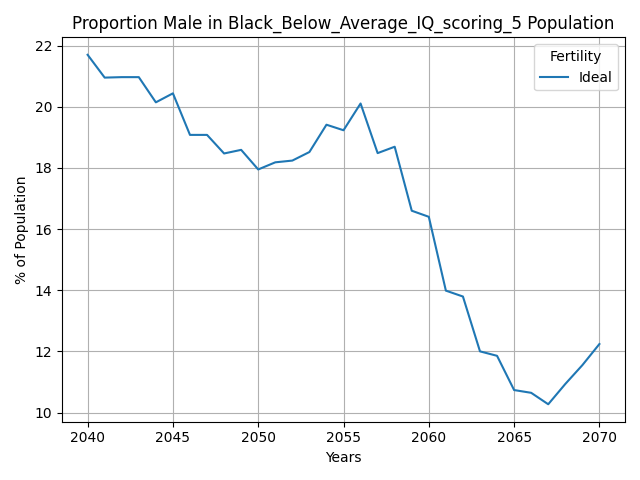 Proportion Male in Black_Below_Average_IQ_scoring_5 Population
Fertility
Ideal
% of Population
22
20
18
16
14
12
10
2040 2045 2050 2055 2060 2065 2070
Years